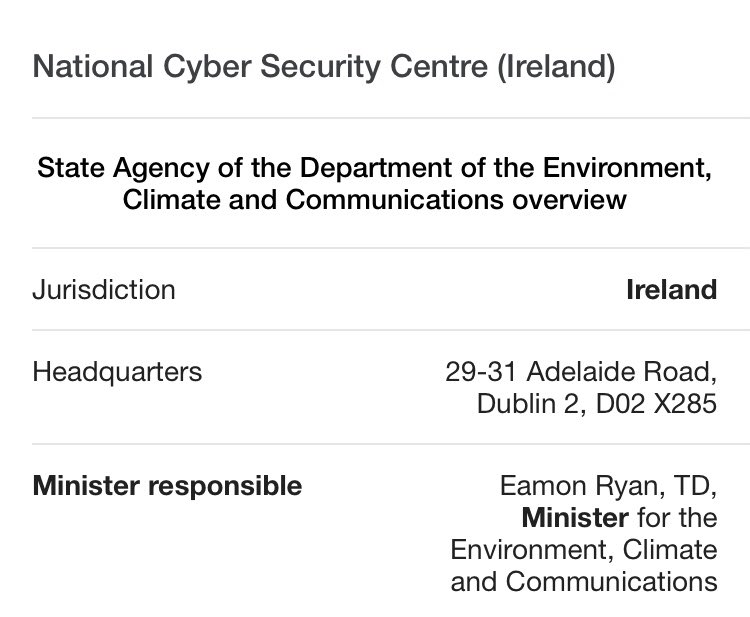 National Cyber Security Centre (Ireland)
State Agency of the Department of the Environment,
Climate and Communications overview
Jurisdiction
Ireland
Headquarters
29-31 Adelaide Road,
Dublin 2, D02 X285
Minister responsible
Eamon Ryan, TD,
Minister for the
Environment, Climate
and Communications